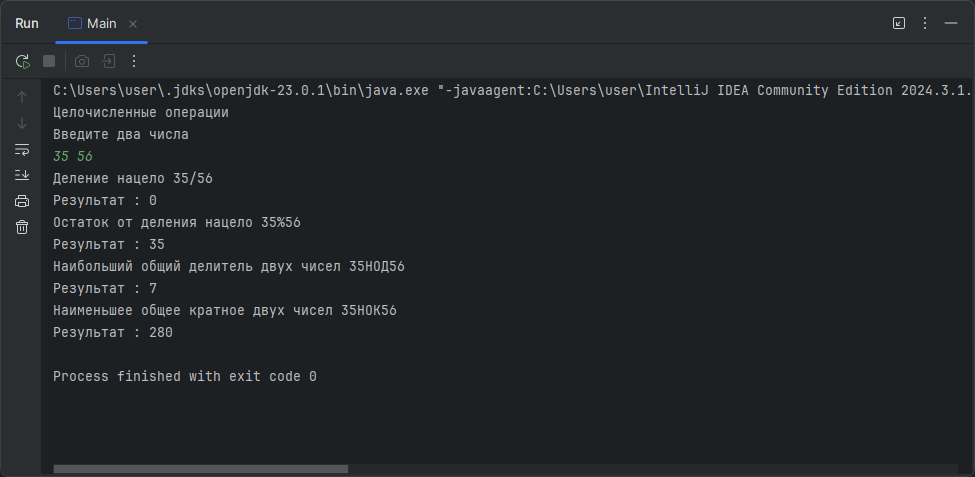 Run
Main
C:\Users\user\.jdks\openjdk-23.0.1\bin\java.exe "-javaagent:C:\Users\user\IntelliJ IDEA Community Edition 2024.3.1.
Целочисленные операции
Введите два числа
35 56
Деление нацело 35/56
Результат : 0
Остаток от деления нацело 35%56
Результат : 35
Наибольший общий делитель двух чисел 35НОД56
Результат : 7
Наименьшее общее кратное двух чисел 35НОК56
Результат : 280
Process finished with exit code 0